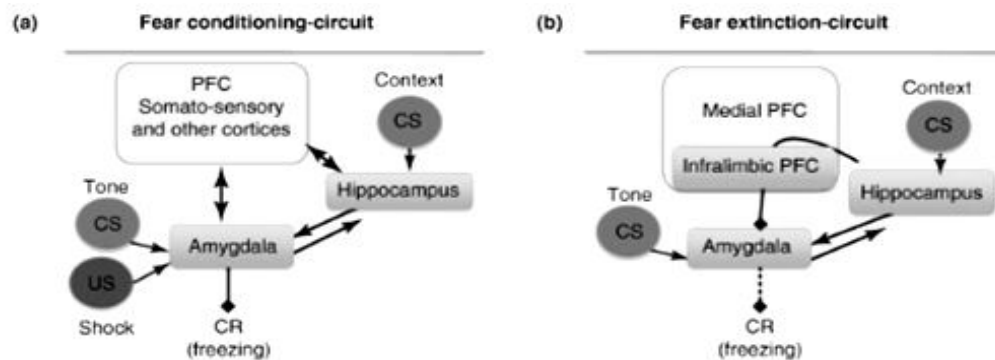 (a) Fear conditioning-circuit
PFC
Somato-sensory
and other cortices
Context
CS
Hippocampus
Tone
CS
Amygdala
US
Shock
CR
(freezing)
(b) Fear extinction-circuit
Medial PFC
Infralimbic PFC
Context
CS
Hippocampus
Tone
CS
Amygdala
CR
(freezing)